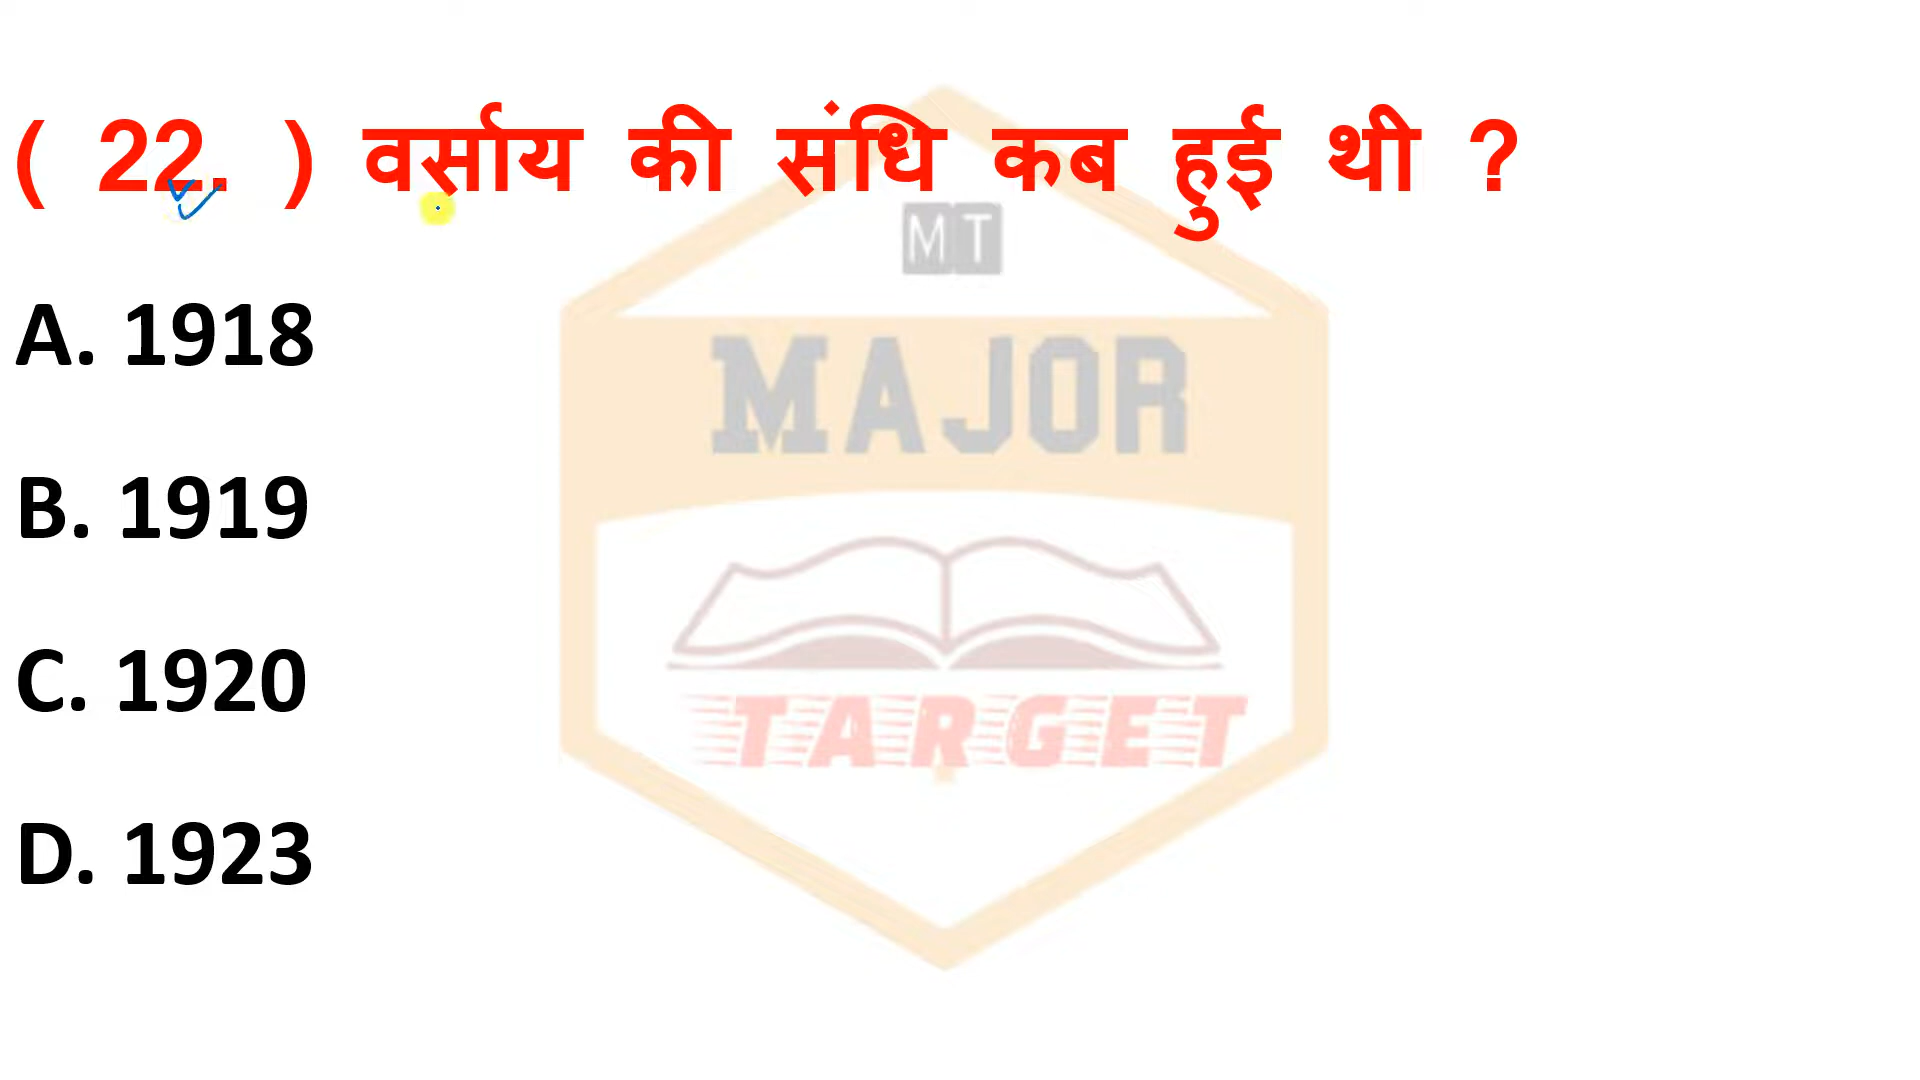 ( 22. ) वर्साय की संधि कब हुई थी ?
MT
A. 1918
MAJOR
B. 1919
C. 1920
TARGET
D. 1923